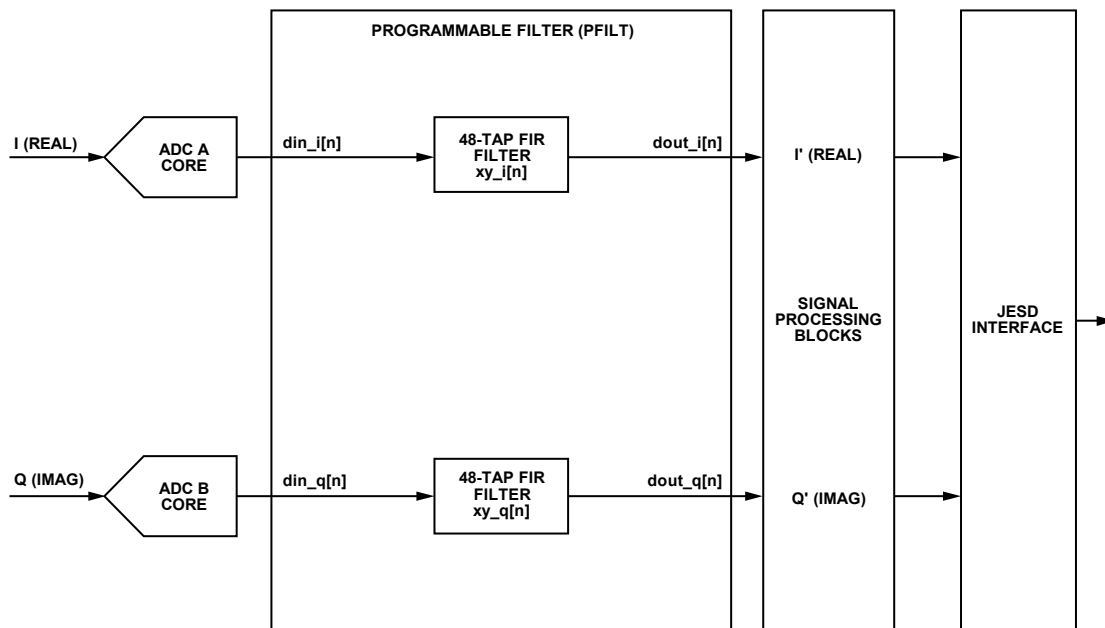 PROGRAMMABLE FILTER (PFILT)
I (REAL)
ADC A
CORE
din_i[n]
48-TAP FIR
FILTER
xy_i[n]
dout_i[n]
I' (REAL)
SIGNAL
PROCESSING
BLOCKS
JESD
INTERFACE
Q (IMAG)
ADC B
CORE
din_q[n]
48-TAP FIR
FILTER
xy_q[n]
dout_q[n]
Q' (IMAG)